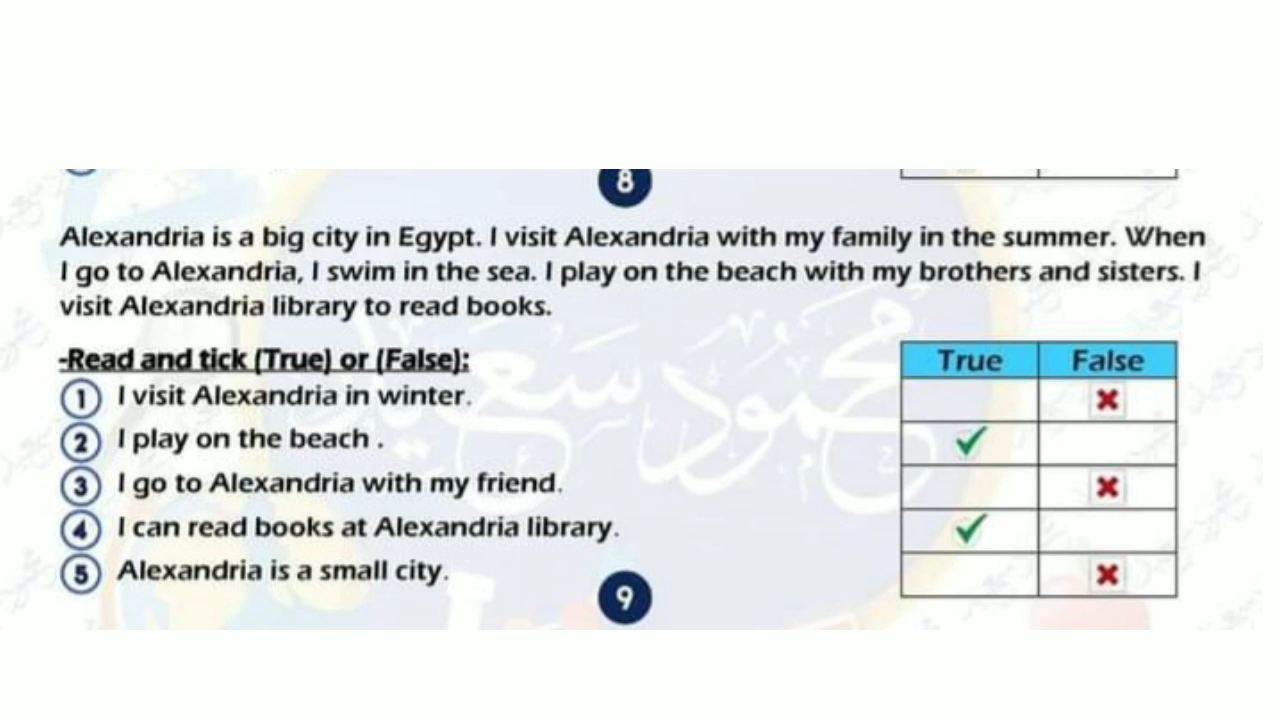 8
Alexandria is a big city in Egypt. I visit Alexandria with my family in the summer. When
I go to Alexandria, I swim in the sea. I play on the beach with my brothers and sisters. I
visit Alexandria library to read books.
-Read and tick (True) or (False):
True False
1 I visit Alexandria in winter. ✖
2 I play on the beach . ✔
3 I go to Alexandria with my friend. ✖
4 I can read books at Alexandria library. ✔
5 Alexandria is a small city. ✖
9
محمود سعيد